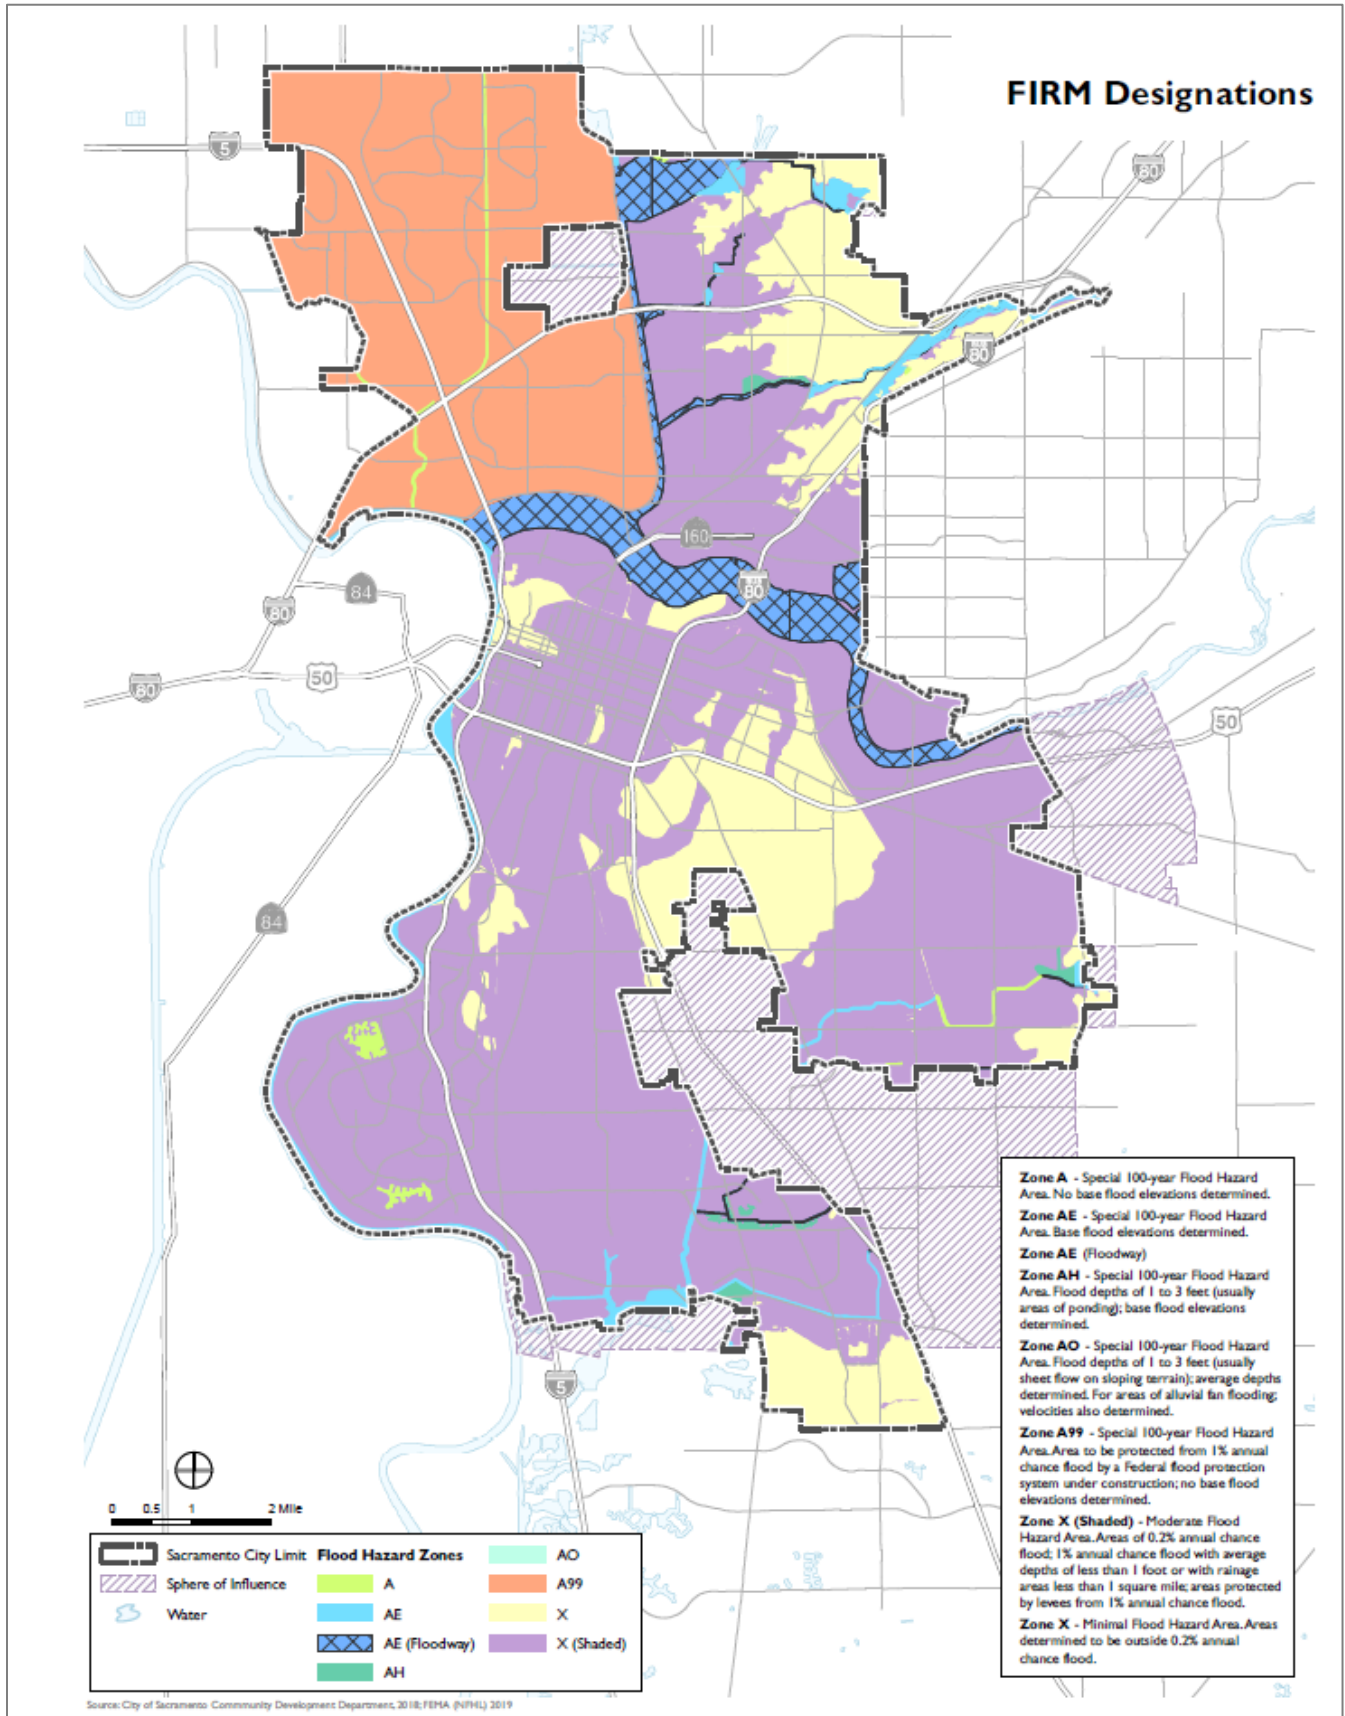 FIRM Designations
5
80
80
160
80
84
80
50
80
50
84
5
Zone A - Special 100-year Flood Hazard
Area. No base flood elevations determined.
Zone AE - Special 100-year Flood Hazard
Area. Base flood elevations determined.
Zone AE (Floodway)
Zone AH - Special 100-year Flood Hazard
Area. Flood depths of 1 to 3 feet (usually
areas of ponding); base flood elevations
determined.
Zone AO - Special 100-year Flood Hazard
Area. Flood depths of 1 to 3 feet (usually
sheet flow on sloping terrain); average depths
determined. For areas of alluvial fan flooding,
velocities also determined.
Zone A99 - Special 100-year Flood Hazard
Area. Area to be protected from 1% annual
chance flood by a Federal flood protection
system under construction; no base flood
elevations determined.
Zone X (Shaded) - Moderate Flood
Hazard Area. Areas of 0.2% annual chance
flood; 1% annual chance flood with average
depths of less than 1 foot or with rainage
areas less than 1 square mile; areas protected
by levees from 1% annual chance flood.
Zone X - Minimal Flood Hazard Area. Areas
determined to be outside 0.2% annual
chance flood.
0 0.5 1 2 Mile
Sacramento City Limit
Sphere of Influence
Water
Flood Hazard Zones
A
AE
AE (Floodway)
AH
AO
A99
X
X (Shaded)
Source: City of Sacramento Community Development Department, 2018; FEMA (NFHL) 2019